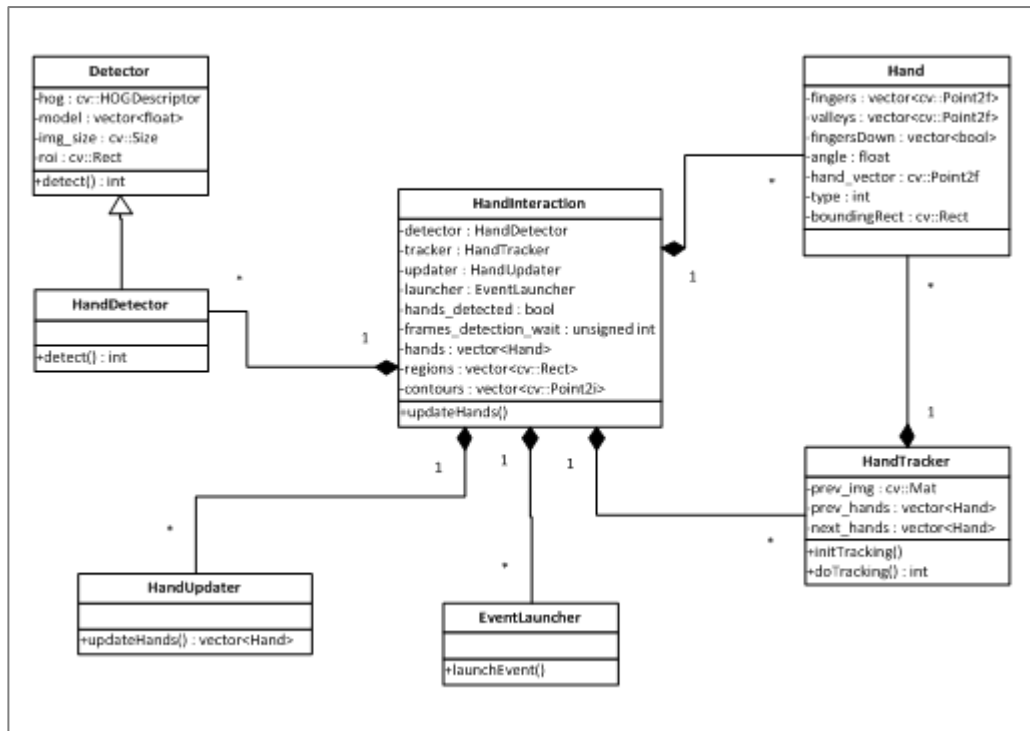 Detector
-hog : cv::HOGDescriptor
-model : vector<float>
-img_size : cv::Size
-roi : cv::Rect
+detect() : int
Hand
-fingers : vector<cv::Point2f>
-valleys : vector<cv::Point2f>
-fingersDown : vector<bool>
-angle : float
-hand_vector : cv::Point2f
-type : int
-boundingRect : cv::Rect
*
1
HandInteraction
-detector : HandDetector
-tracker : HandTracker
-updater : HandUpdater
-launcher : EventLauncher
-hands_detected : bool
-frames_detection_wait : unsigned int
-hands : vector<Hand>
-regions : vector<cv::Rect>
-contours : vector<cv::Point2i>
+updateHands()
*
1
HandDetector
+detect() : int
*
1
HandTracker
-prev_img : cv::Mat
-prev_hands : vector<Hand>
-next_hands : vector<Hand>
+initTracking()
+doTracking() : int
1
1
1
*
*
*
HandUpdater
+updateHands() : vector<Hand>
EventLauncher
+launchEvent()